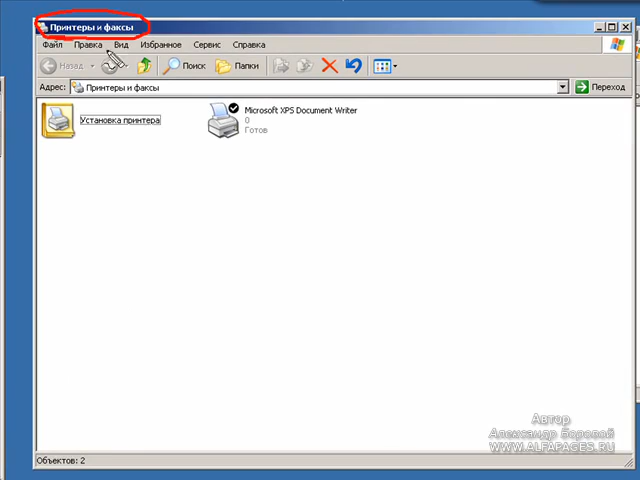 Принтеры и факсы
Файл Правка Вид Избранное Сервис Справка
Назад Поиск Папки
Адрес: Принтеры и факсы Переход
Установка принтера
Microsoft XPS Document Writer
0
Готов
Автор
Александр Боровой
WWW.ALFAPAGES.RU
Объектов: 2